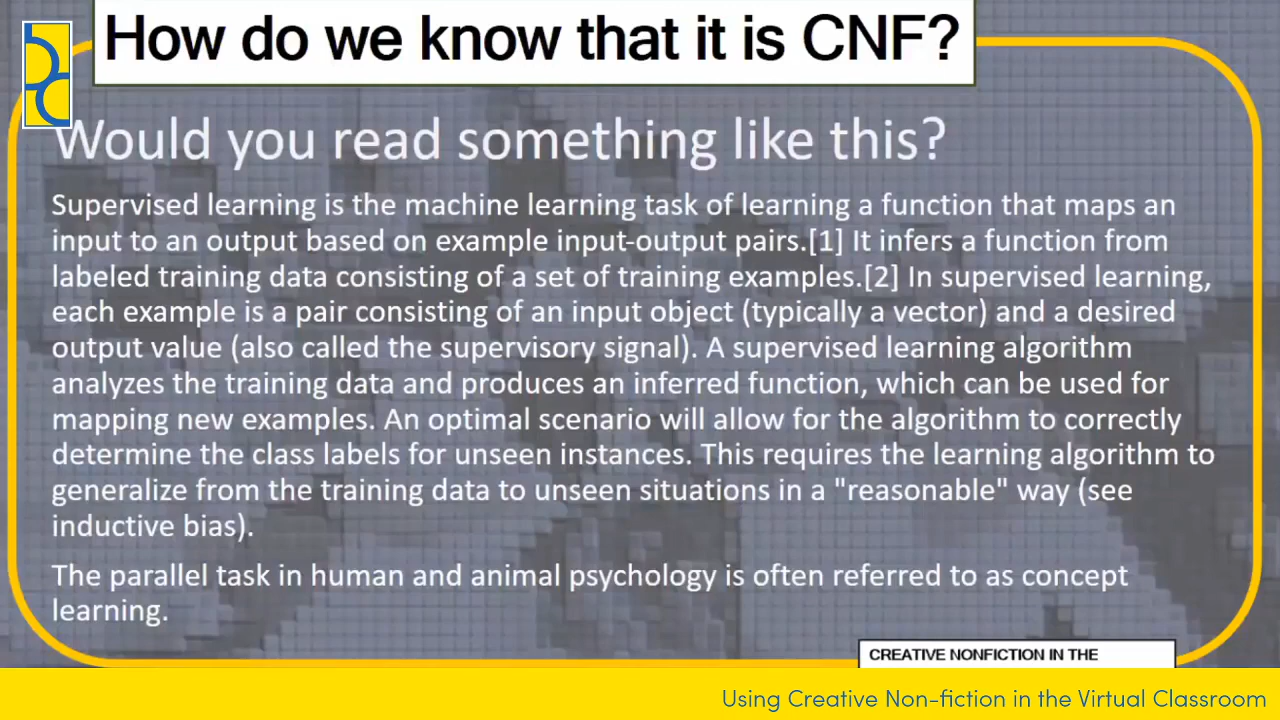 How do we know that it is CNF?
Would you read something like this?
Supervised learning is the machine learning task of learning a function that maps an
input to an output based on example input-output pairs.[1] It infers a function from
labeled training data consisting of a set of training examples.[2] In supervised learning,
each example is a pair consisting of an input object (typically a vector) and a desired
output value (also called the supervisory signal). A supervised learning algorithm
analyzes the training data and produces an inferred function, which can be used for
mapping new examples. An optimal scenario will allow for the algorithm to correctly
determine the class labels for unseen instances. This requires the learning algorithm to
generalize from the training data to unseen situations in a "reasonable" way (see
inductive bias).
The parallel task in human and animal psychology is often referred to as concept
learning.
CREATIVE NONFICTION IN THE
Using Creative Non-fiction in the Virtual Classroom